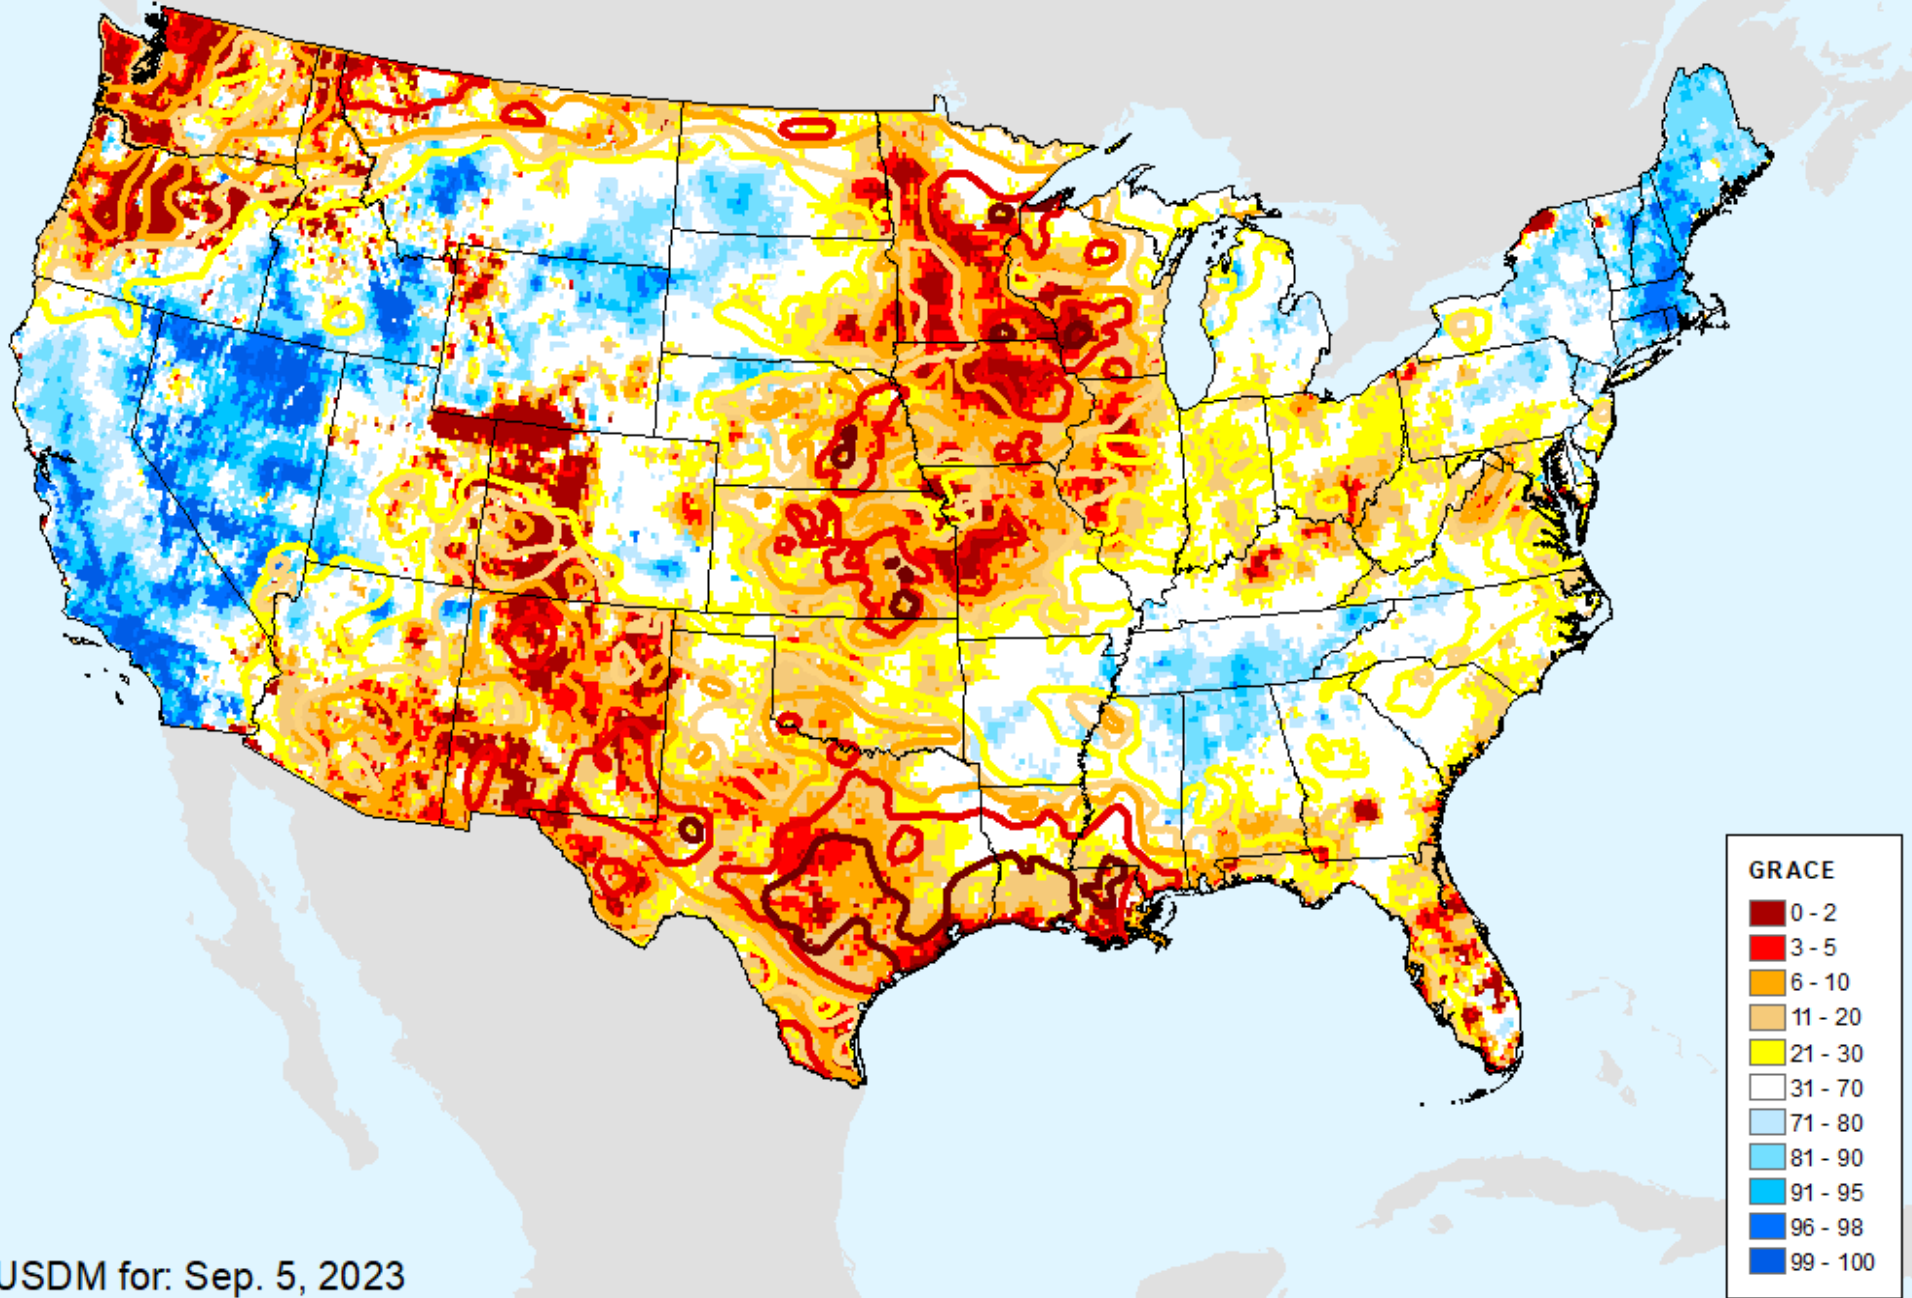 GRACE
0 - 2
3 - 5
6 - 10
11 - 20
21 - 30
31 - 70
71 - 80
81 - 90
91 - 95
96 - 98
99 - 100
USDM for: Sep. 5, 2023